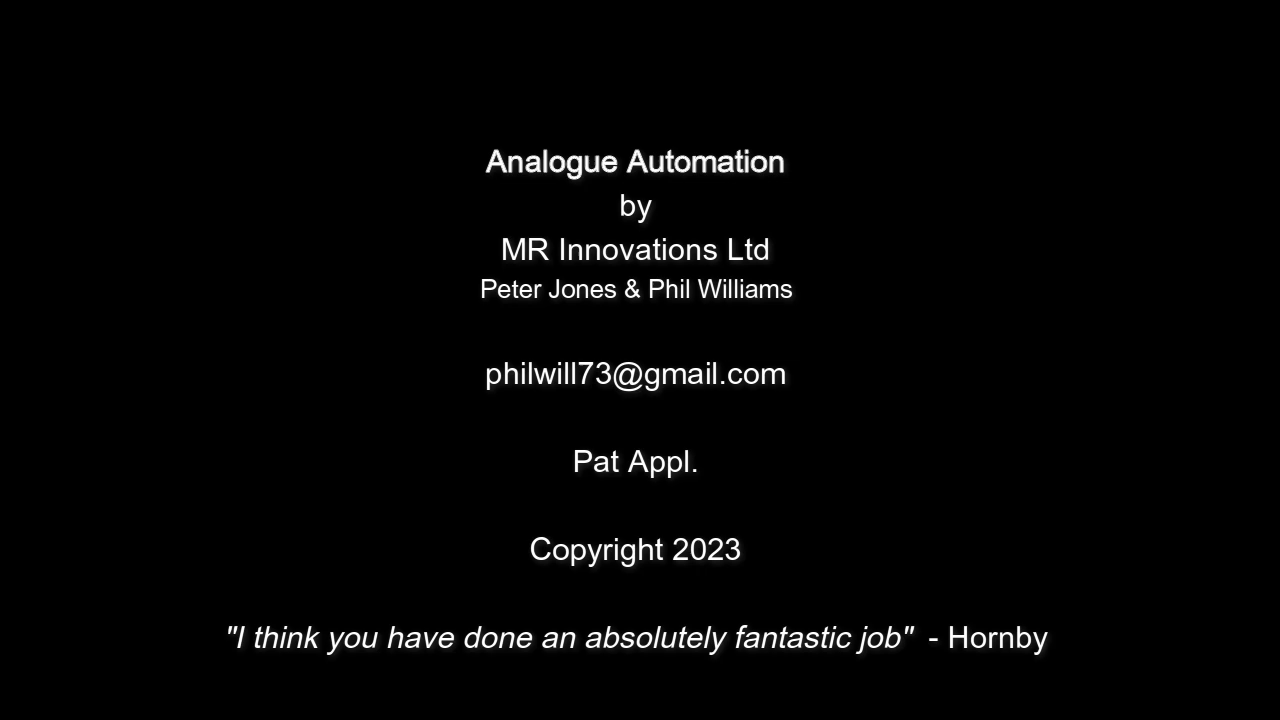 Analogue Automation
by
MR Innovations Ltd
Peter Jones & Phil Williams
philwill73@gmail.com
Pat Appl.
Copyright 2023
"I think you have done an absolutely fantastic job"  - Hornby